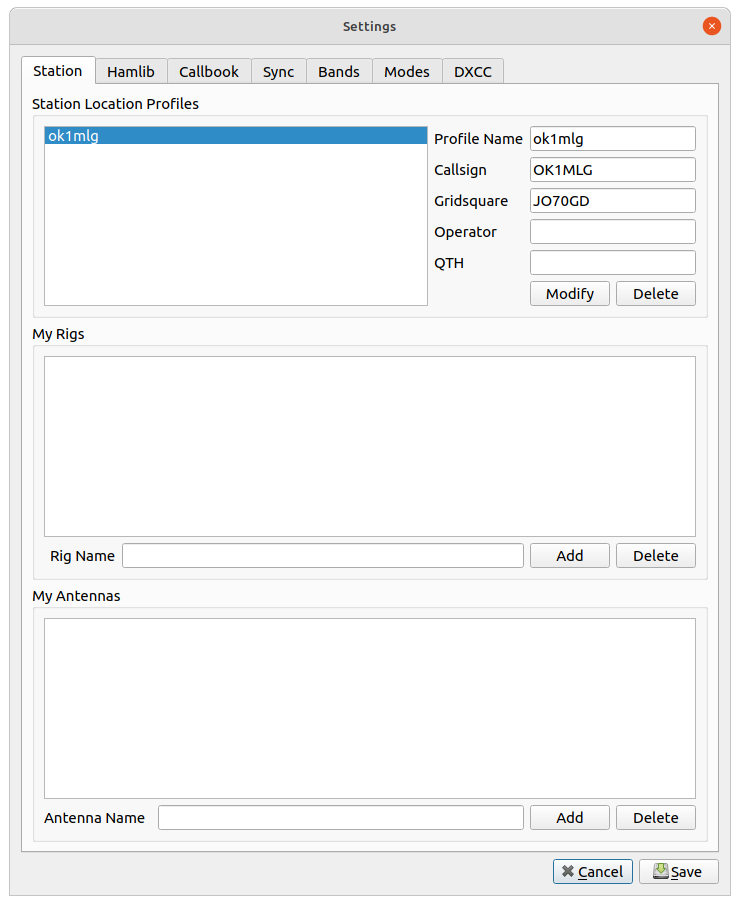 Settings
Station Hamlib Callbook Sync Bands Modes DXCC
Station Location Profiles
ok1mlg
Profile Name ok1mlg
Callsign OK1MLG
Gridsquare JO70GD
Operator
QTH
Modify Delete
My Rigs
Rig Name Add Delete
My Antennas
Antenna Name Add Delete
Cancel Save